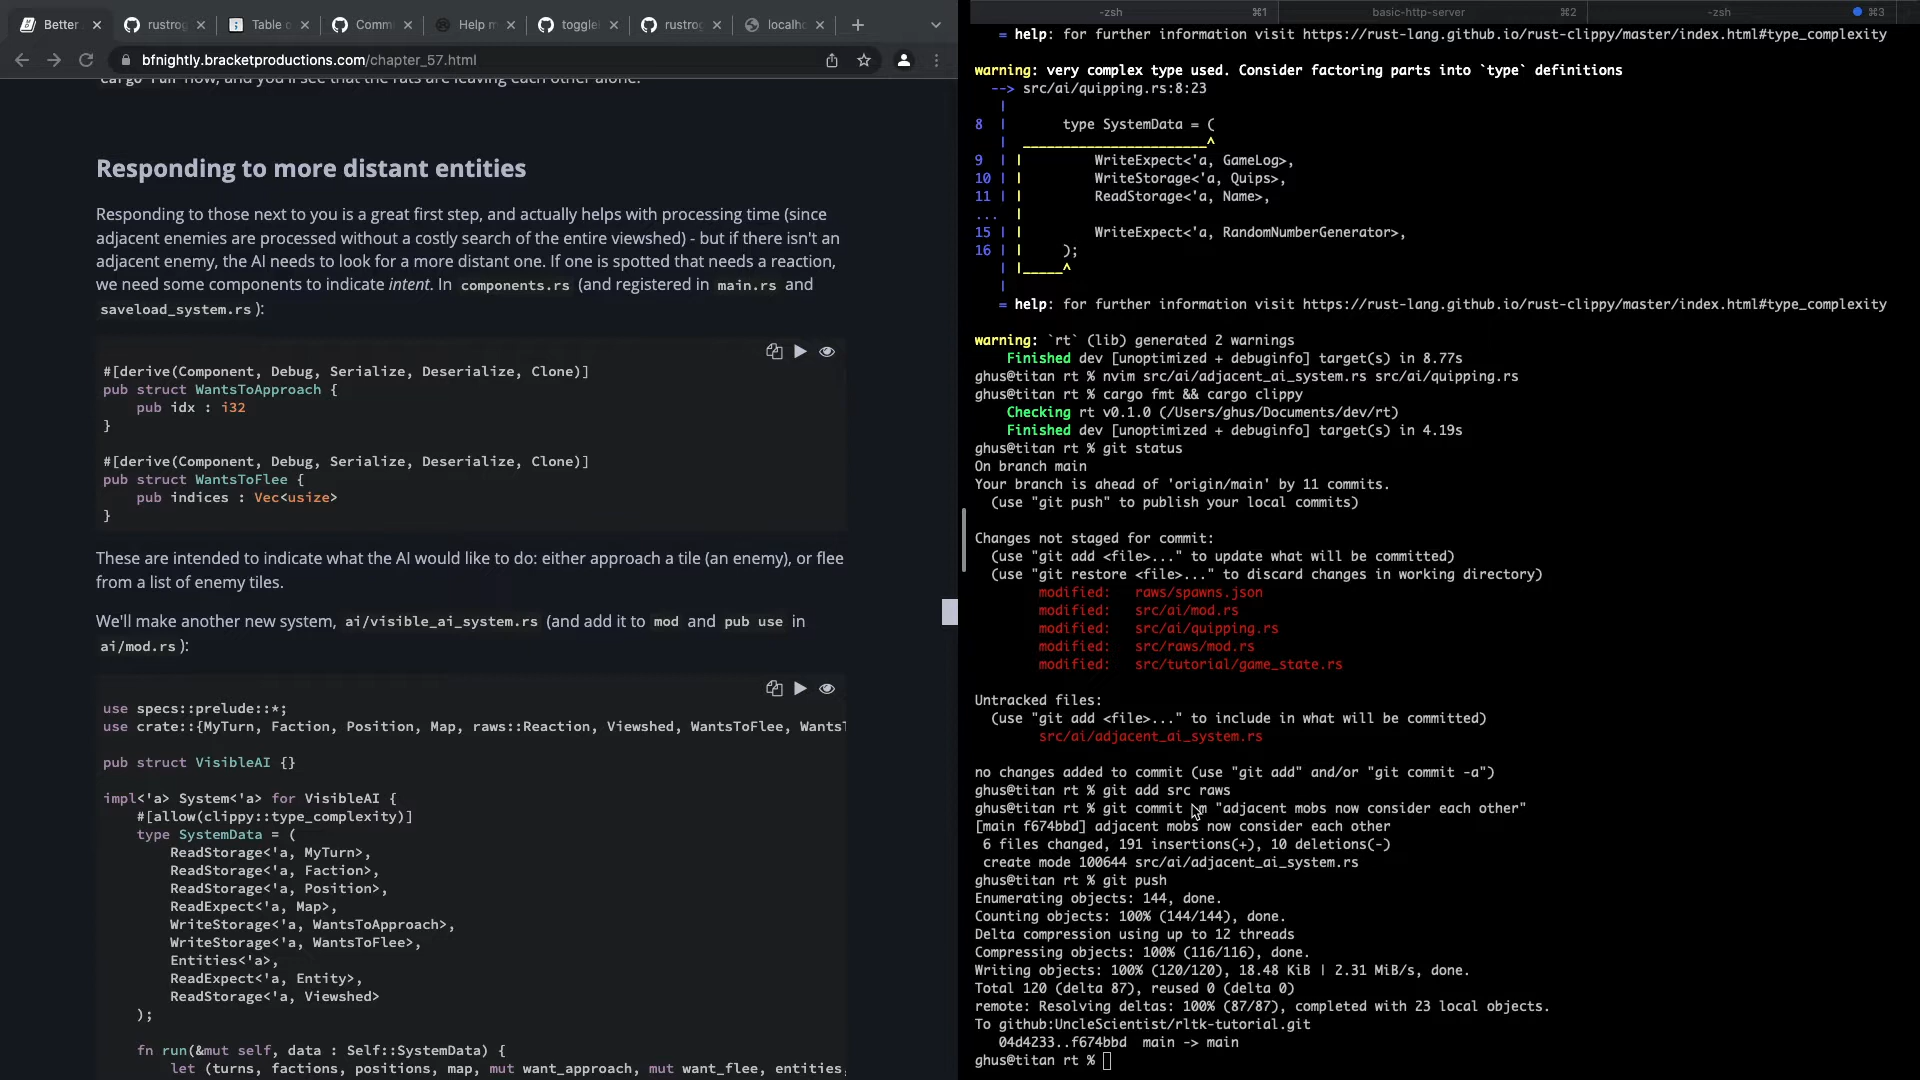 Better
rustrog
Table o
Commi
Help m
togglel
rustrog
localho
bfnightly.bracketproductions.com/chapter_57.html
cargo run now, and you'll see that the rats are leaving each other alone.
Responding to more distant entities
Responding to those next to you is a great first step, and actually helps with processing time (since
adjacent enemies are processed without a costly search of the entire viewshed) - but if there isn't an
adjacent enemy, the AI needs to look for a more distant one. If one is spotted that needs a reaction,
we need some components to indicate intent. In components.rs (and registered in main.rs and
saveload_system.rs ):
#[derive(Component, Debug, Serialize, Deserialize, Clone)]
pub struct WantsToApproach {
    pub idx : i32
}
#[derive(Component, Debug, Serialize, Deserialize, Clone)]
pub struct WantsToFlee {
    pub indices : Vec<usize>
}
These are intended to indicate what the AI would like to do: either approach a tile (an enemy), or flee
from a list of enemy tiles.
We'll make another new system, ai/visible_ai_system.rs (and add it to mod and pub use in
ai/mod.rs ):
use specs::prelude::*;
use crate::{MyTurn, Faction, Position, Map, raws::Reaction, Viewshed, WantsToFlee, WantsT
pub struct VisibleAI {}
impl<'a> System<'a> for VisibleAI {
    #[allow(clippy::type_complexity)]
    type SystemData = (
        ReadStorage<'a, MyTurn>,
        ReadStorage<'a, Faction>,
        ReadStorage<'a, Position>,
        ReadExpect<'a, Map>,
        WriteStorage<'a, WantsToApproach>,
        WriteStorage<'a, WantsToFlee>,
        Entities<'a>,
        ReadExpect<'a, Entity>,
        ReadStorage<'a, Viewshed>
    );
    fn run(&mut self, data : Self::SystemData) {
        let (turns, factions, positions, map, mut want_approach, mut want_flee, entities,
-zsh ⌘1
basic-http-server ⌘2
-zsh ⌘3
= help: for further information visit https://rust-lang.github.io/rust-clippy/master/index.html#type_complexity
warning: very complex type used. Consider factoring parts into `type` definitions
--> src/ai/quipping.rs:8:23
|
8 | type SystemData = (
| _______________________^
9 | | WriteExpect<'a, GameLog>,
10 | | WriteStorage<'a, Quips>,
11 | | ReadStorage<'a, Name>,
... |
15 | | WriteExpect<'a, RandomNumberGenerator>,
16 | | );
| |_____^
|
= help: for further information visit https://rust-lang.github.io/rust-clippy/master/index.html#type_complexity
warning: `rt` (lib) generated 2 warnings
Finished dev [unoptimized + debuginfo] target(s) in 8.77s
ghus@titan rt % nvim src/ai/adjacent_ai_system.rs src/ai/quipping.rs
ghus@titan rt % cargo fmt && cargo clippy
Checking rt v0.1.0 (/Users/ghus/Documents/dev/rt)
Finished dev [unoptimized + debuginfo] target(s) in 4.19s
ghus@titan rt % git status
On branch main
Your branch is ahead of 'origin/main' by 11 commits.
(use "git push" to publish your local commits)
Changes not staged for commit:
(use "git add <file>..." to update what will be committed)
(use "git restore <file>..." to discard changes in working directory)
modified: raws/spawns.json
modified: src/ai/mod.rs
modified: src/ai/quipping.rs
modified: src/raws/mod.rs
modified: src/tutorial/game_state.rs
Untracked files:
(use "git add <file>..." to include in what will be committed)
src/ai/adjacent_ai_system.rs
no changes added to commit (use "git add" and/or "git commit -a")
ghus@titan rt % git add src raws
ghus@titan rt % git commit -m "adjacent mobs now consider each other"
[main f674bbd] adjacent mobs now consider each other
6 files changed, 191 insertions(+), 10 deletions(-)
create mode 100644 src/ai/adjacent_ai_system.rs
ghus@titan rt % git push
Enumerating objects: 144, done.
Counting objects: 100% (144/144), done.
Delta compression using up to 12 threads
Compressing objects: 100% (116/116), done.
Writing objects: 100% (120/120), 18.48 KiB | 2.31 MiB/s, done.
Total 120 (delta 87), reused 0 (delta 0)
remote: Resolving deltas: 100% (87/87), completed with 23 local objects.
To github:UncleScientist/rltk-tutorial.git
04d4233..f674bbd main -> main
ghus@titan rt %